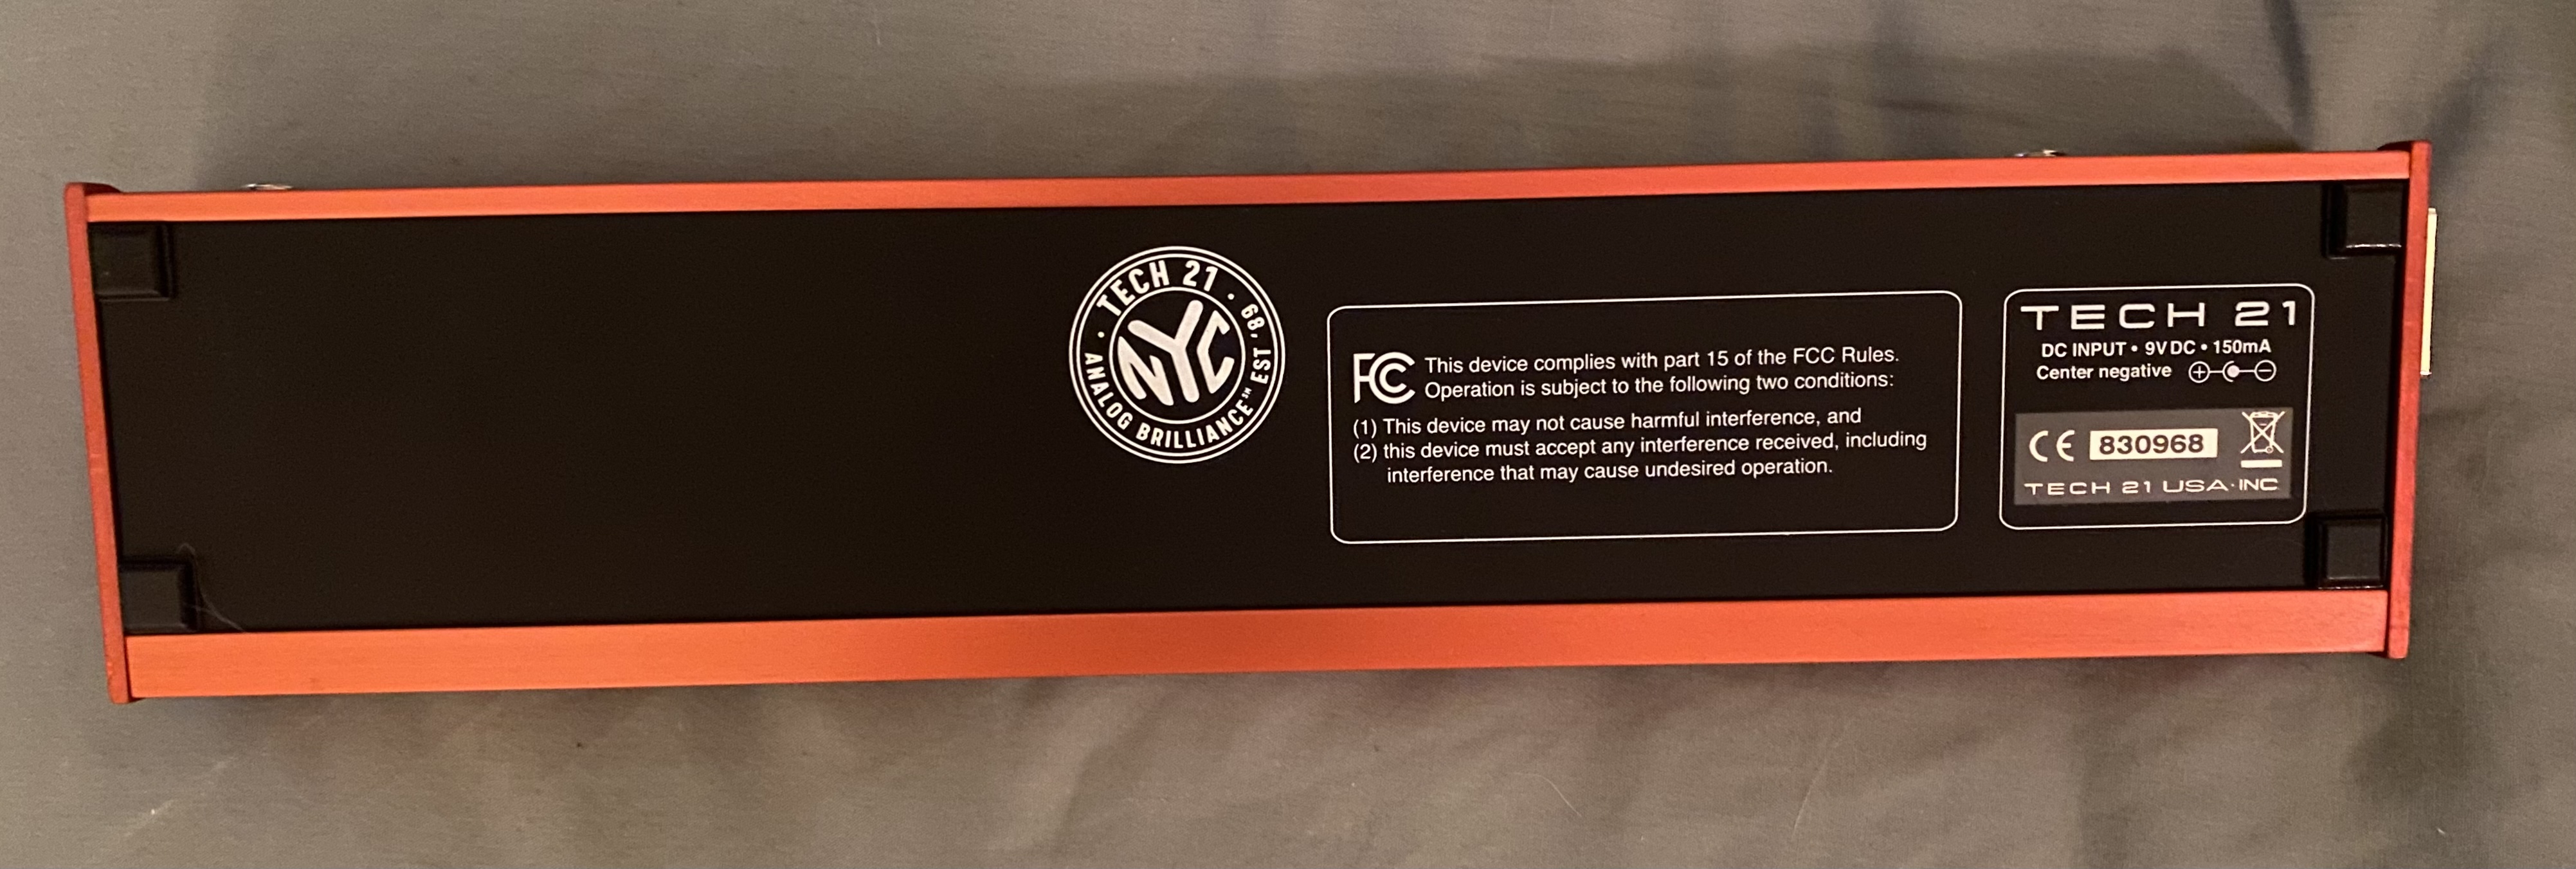 · TECH 21 ·
EST '89
ANALOG BRILLIANCE℠
NYC
FC This device complies with part 15 of the FCC Rules.
Operation is subject to the following two conditions:
(1) This device may not cause harmful interference, and
(2) this device must accept any interference received, including
interference that may cause undesired operation.
TECH 21
DC INPUT • 9V DC • 150mA
Center negative
CE 830968
TECH 21 USA·INC